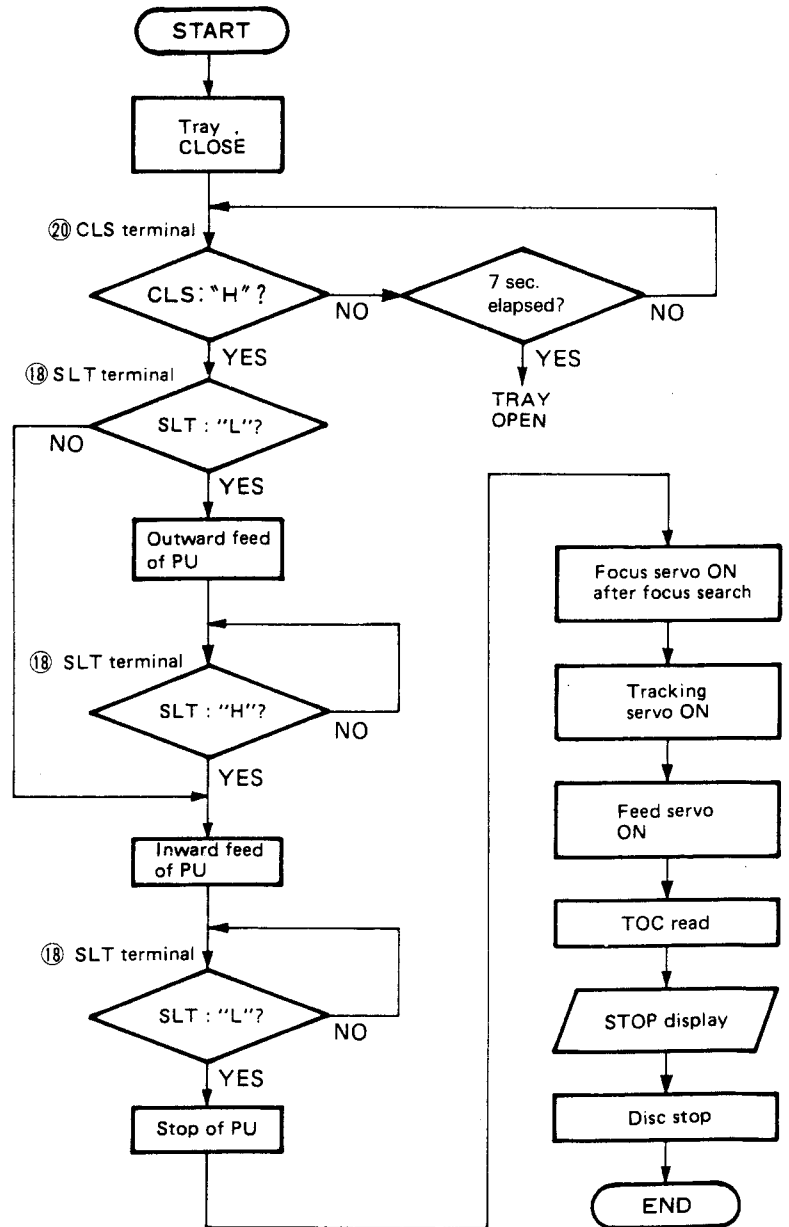 START
Tray
CLOSE
⑳ CLS terminal
CLS: "H" ?
NO
7 sec.
elapsed?
NO
YES
YES
TRAY
OPEN
⑱ SLT terminal
SLT : "L"?
NO
YES
Outward feed
of PU
⑱ SLT terminal
SLT : "H"?
NO
YES
Inward feed
of PU
⑱ SLT terminal
SLT : "L"?
NO
YES
Stop of PU
Focus servo ON
after focus search
Tracking
servo ON
Feed servo
ON
TOC read
STOP display
Disc stop
END